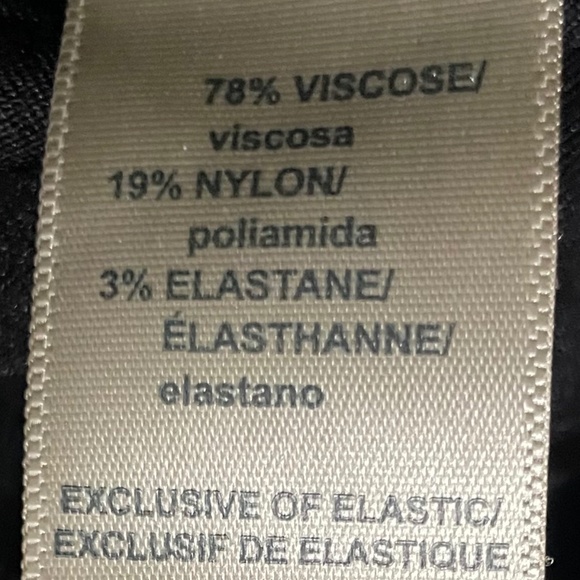 78% VISCOSE/
viscosa
19% NYLON/
poliamida
3% ELASTANE/
ÉLASTHANNE/
elastano
EXCLUSIVE OF ELASTIC/
EXCLUSIF DE ELASTIQUE